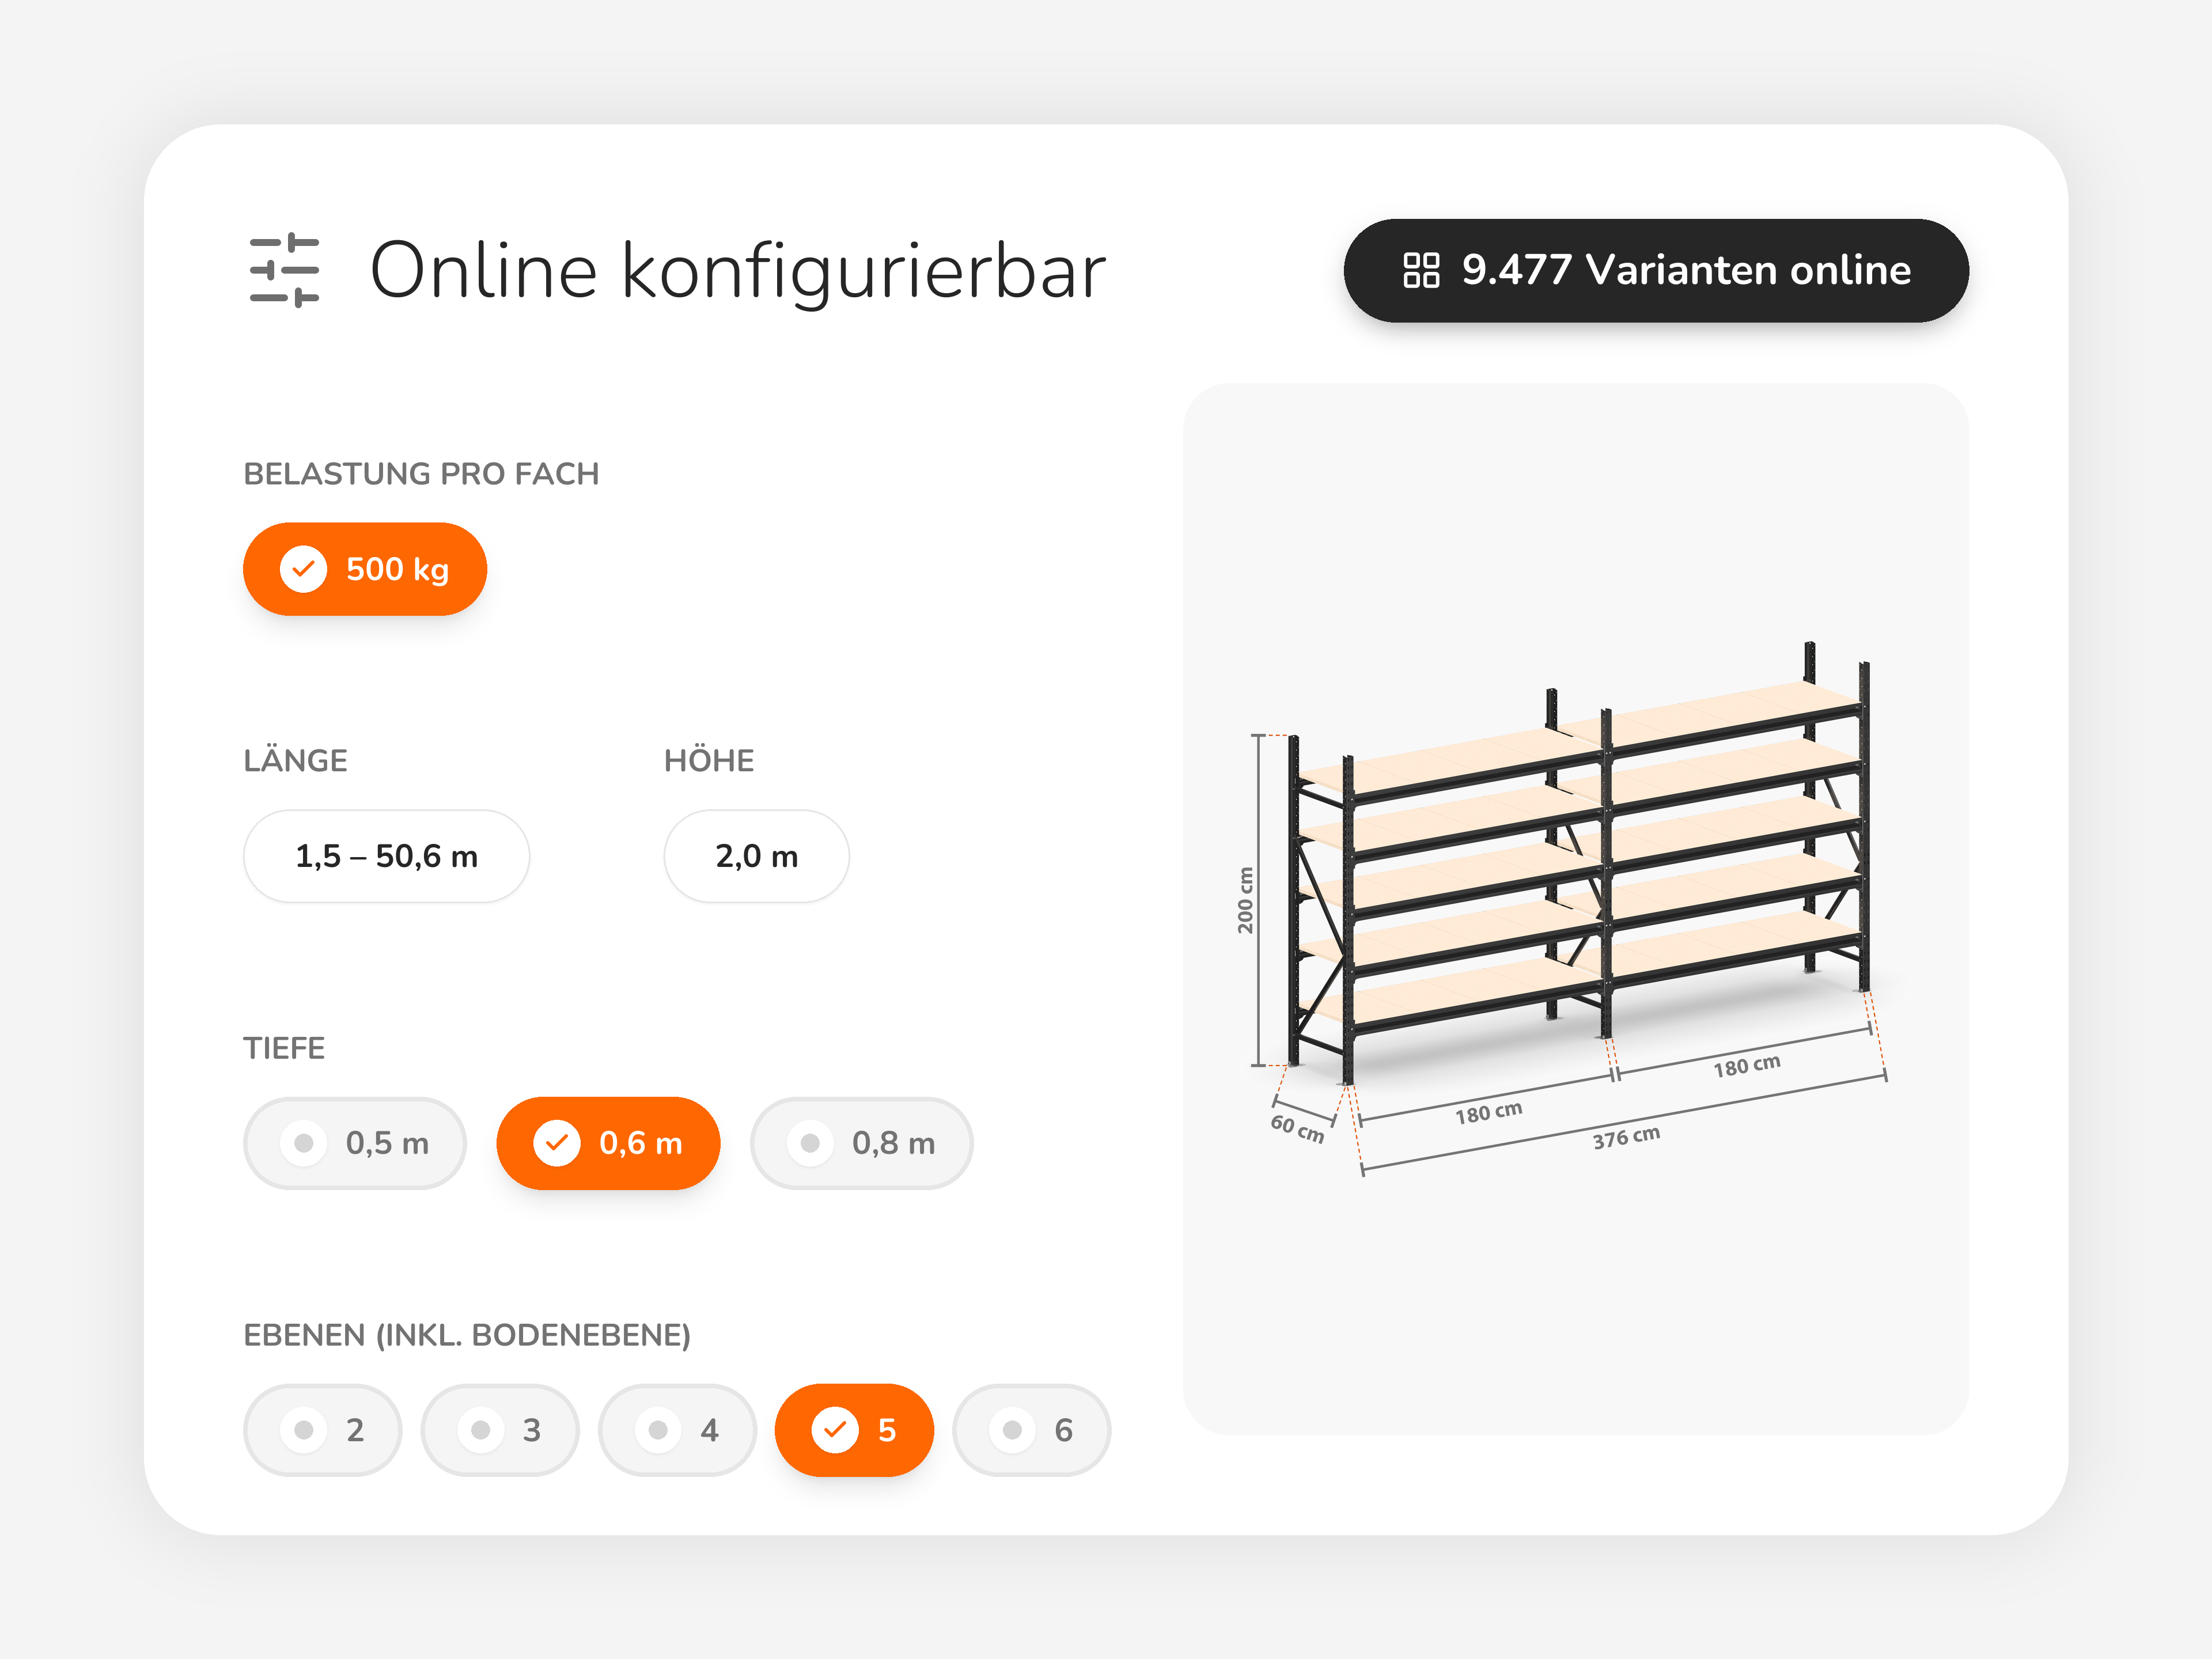 Online konfigurierbar
9.477 Varianten online
BELASTUNG PRO FACH
500 kg
LÄNGE
HÖHE
1,5 – 50,6 m
2,0 m
TIEFE
0,5 m
0,6 m
0,8 m
EBENEN (INKL. BODENEBENE)
2
3
4
5
6
200 cm
60 cm
180 cm
180 cm
376 cm